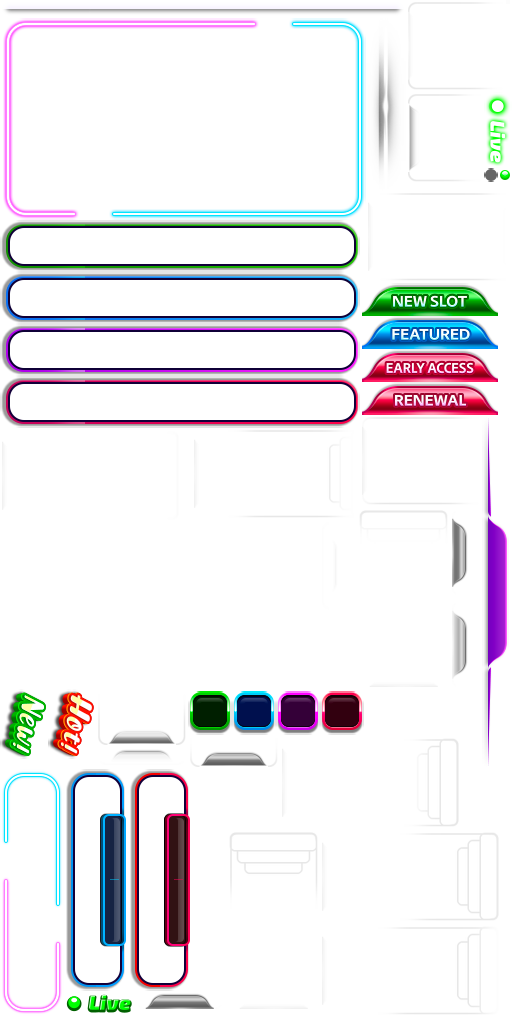 Live
NEW SLOT
FEATURED
EARLY ACCESS
RENEWAL
New!
Hot!
Live